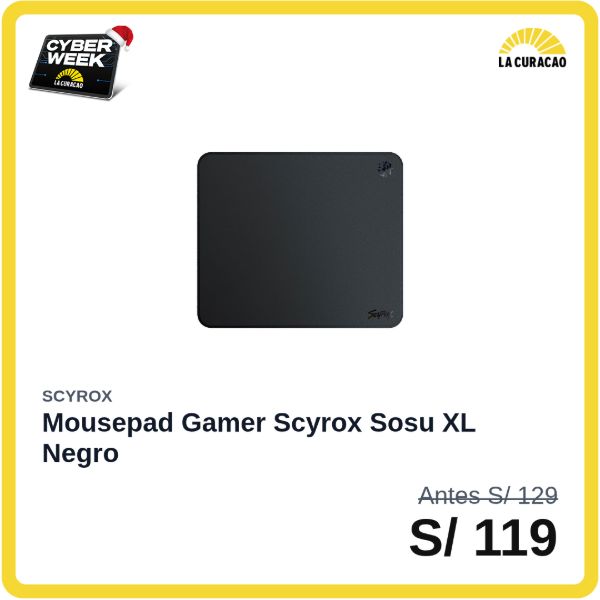 CYBER
WEEK
LA CURACAO
LA CURACAO
SCYROX
Mousepad Gamer Scyrox Sosu XL
Negro
Antes S/ 129
S/ 119